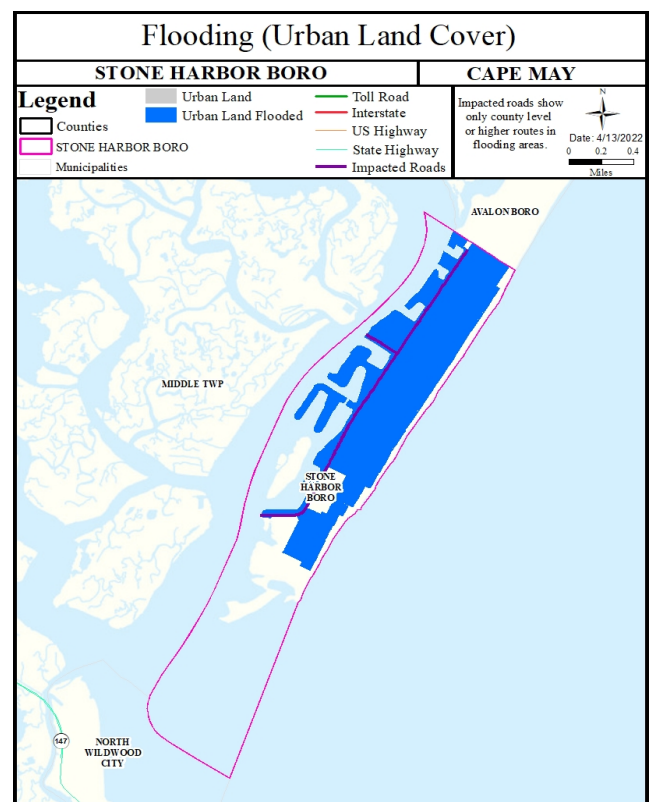 Flooding (Urban Land Cover)
STONE HARBOR BORO
CAPE MAY
Legend
Counties
STONE HARBOR BORO
Municipalities
Urban Land
Urban Land Flooded
Toll Road
Interstate
US Highway
State Highway
Impacted Roads
Impacted roads show
only county level
or higher routes in
flooding areas.
N
Date: 4/13/2022
0 0.2 0.4
Miles
AVALON BORO
MIDDLE TWP
STONE
HARBOR
BORO
147
NORTH
WILDWOOD
CITY